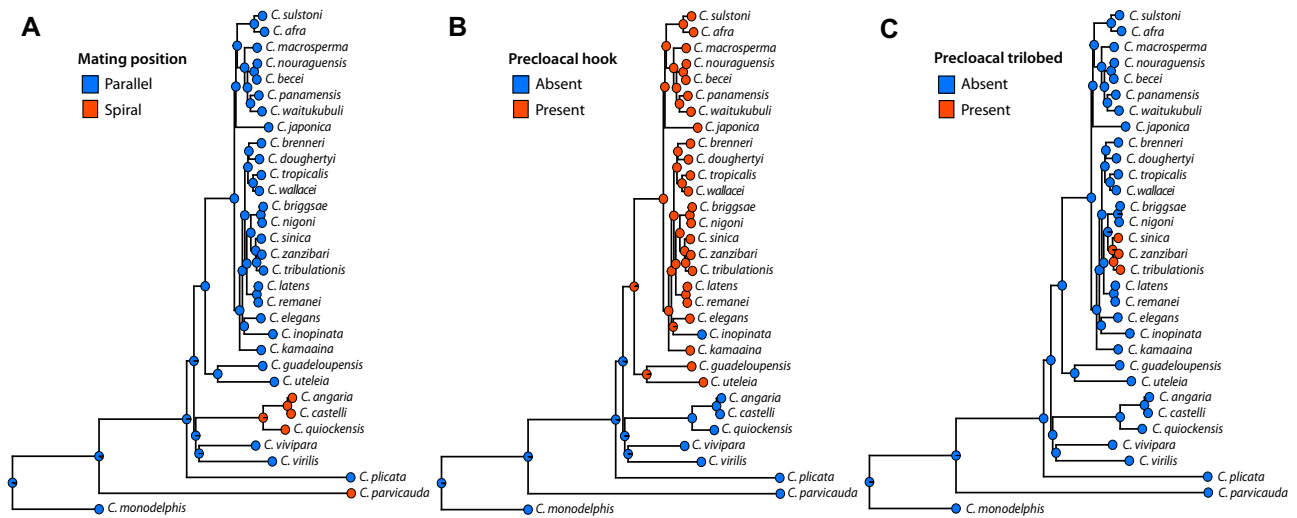 A
Mating position
Parallel
Spiral
C. sulstoni
C. afra
C. macrosperma
C. nouraguensis
C. becei
C. panamensis
C. waitukubuli
C. japonica
C. brenneri
C. doughertyi
C. tropicalis
C. wallacei
C. briggsae
C. nigoni
C. sinica
C. zanzibari
C. tribulationis
C. latens
C. remanei
C. elegans
C. inopinata
C. kamaaina
C. guadeloupensis
C. uteleia
C. angaria
C. castelli
C. quiockensis
C. vivipara
C. virilis
C. plicata
C. parvicauda
C. monodelphis
B
Precloacal hook
Absent
Present
C. sulstoni
C. afra
C. macrosperma
C. nouraguensis
C. becei
C. panamensis
C. waitukubuli
C. japonica
C. brenneri
C. doughertyi
C. tropicalis
C. wallacei
C. briggsae
C. nigoni
C. sinica
C. zanzibari
C. tribulationis
C. latens
C. remanei
C. elegans
C. inopinata
C. kamaaina
C. guadeloupensis
C. uteleia
C. angaria
C. castelli
C. quiockensis
C. vivipara
C. virilis
C. plicata
C. parvicauda
C. monodelphis
C
Precloacal trilobed
Absent
Present
C. sulstoni
C. afra
C. macrosperma
C. nouraguensis
C. becei
C. panamensis
C. waitukubuli
C. japonica
C. brenneri
C. doughertyi
C. tropicalis
C. wallacei
C. briggsae
C. nigoni
C. sinica
C. zanzibari
C. tribulationis
C. latens
C. remanei
C. elegans
C. inopinata
C. kamaaina
C. guadeloupensis
C. uteleia
C. angaria
C. castelli
C. quiockensis
C. vivipara
C. virilis
C. plicata
C. parvicauda
C. monodelphis